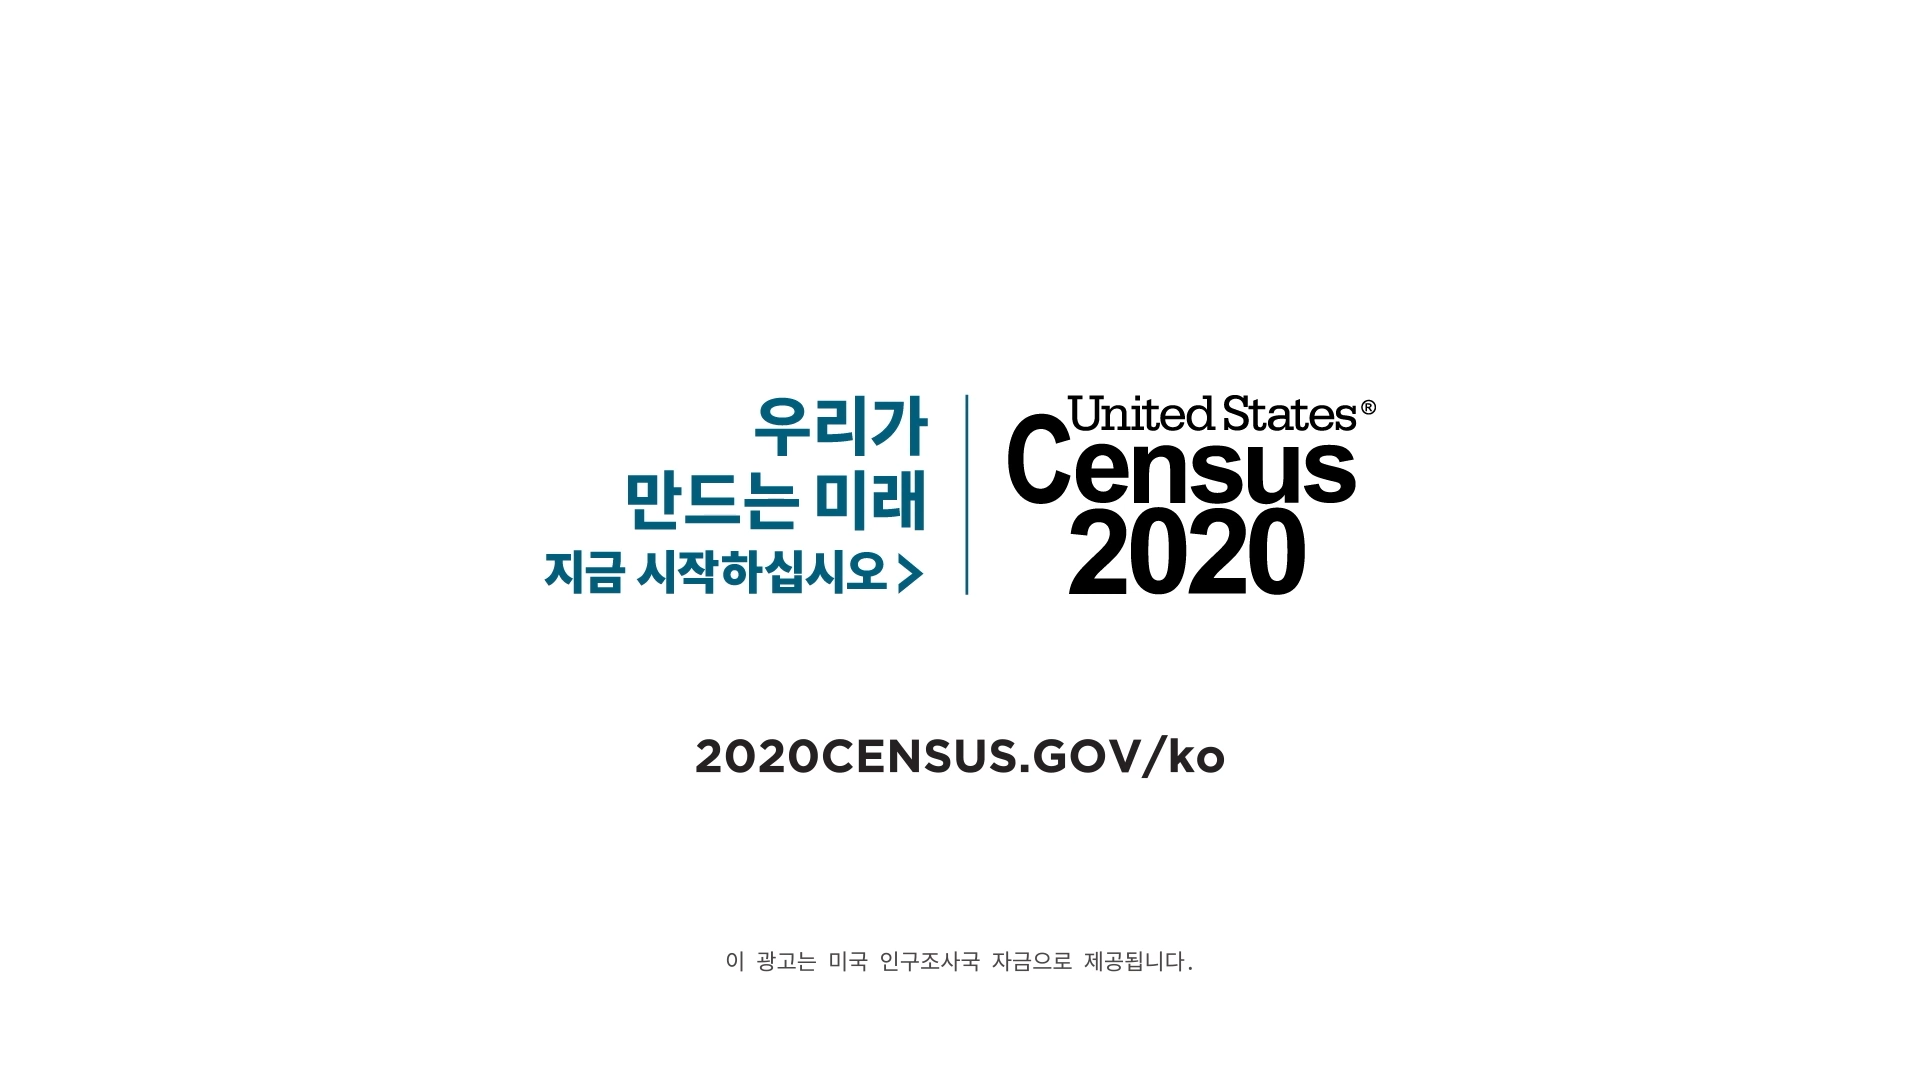 우리가
만드는 미래
지금 시작하십시오 >
United States®
Census
2020
2020CENSUS.GOV/ko
이 광고는 미국 인구조사국 자금으로 제공됩니다.